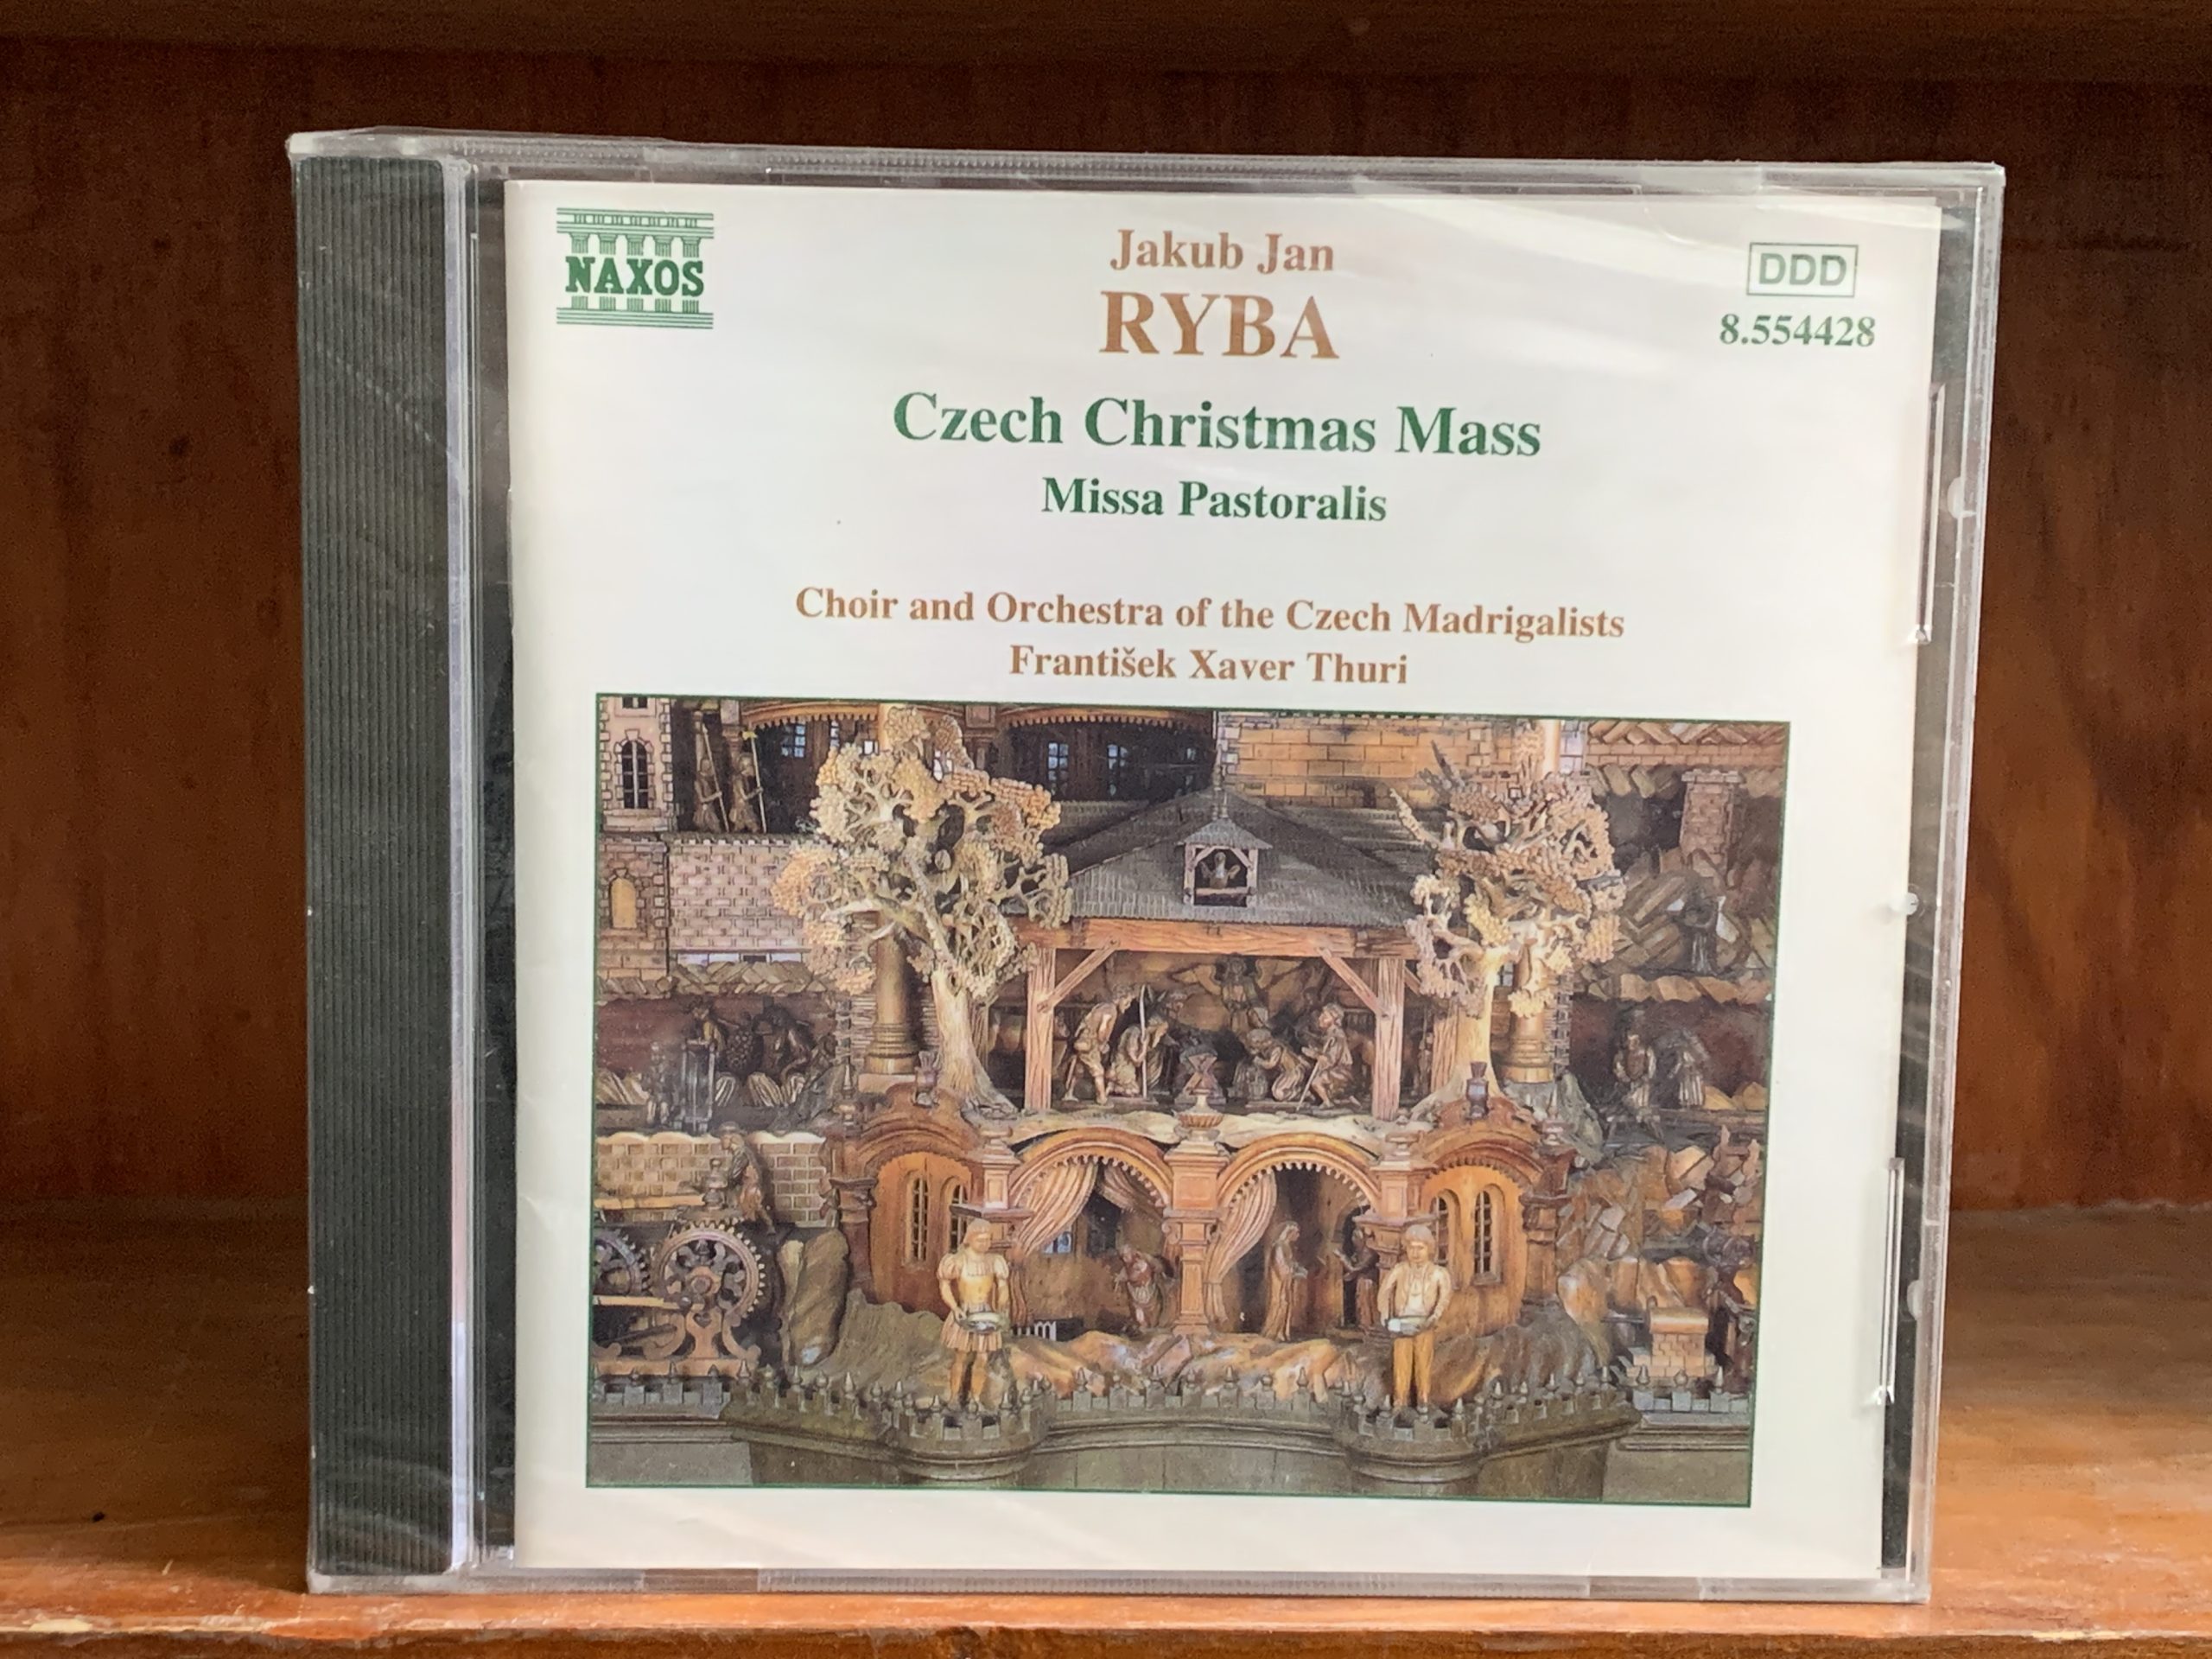 NAXOS
Jakub Jan
RYBA
DDD
8.554428
Czech Christmas Mass
Missa Pastoralis
Choir and Orchestra of the Czech Madrigalists
František Xaver Thuri